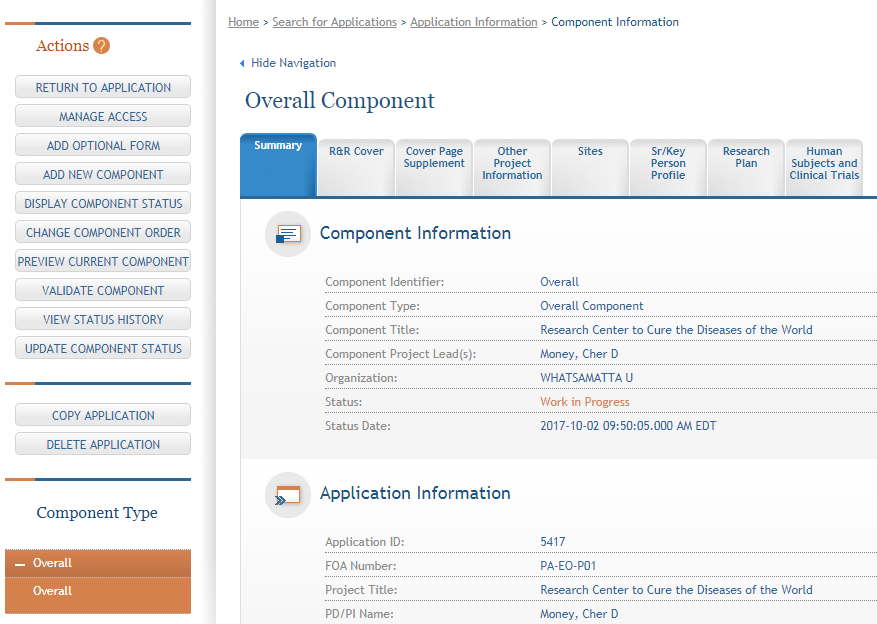 Actions ?
RETURN TO APPLICATION
MANAGE ACCESS
ADD OPTIONAL FORM
ADD NEW COMPONENT
DISPLAY COMPONENT STATUS
CHANGE COMPONENT ORDER
PREVIEW CURRENT COMPONENT
VALIDATE COMPONENT
VIEW STATUS HISTORY
UPDATE COMPONENT STATUS
COPY APPLICATION
DELETE APPLICATION
Component Type
Overall
Overall
Home > Search for Applications > Application Information > Component Information
Hide Navigation
Overall Component
Summary
R&R Cover
Cover Page
Supplement
Other
Project
Information
Sites
Sr/Key
Person
Profile
Research
Plan
Human
Subjects and
Clinical Trials
Component Information
Component Identifier: Overall
Component Type: Overall Component
Component Title: Research Center to Cure the Diseases of the World
Component Project Lead(s): Money, Cher D
Organization: WHATSAMATTA U
Status: Work in Progress
Status Date: 2017-10-02 09:50:05.000 AM EDT
Application Information
Application ID: 5417
FOA Number: PA-EO-P01
Project Title: Research Center to Cure the Diseases of the World
PD/PI Name: Money, Cher D